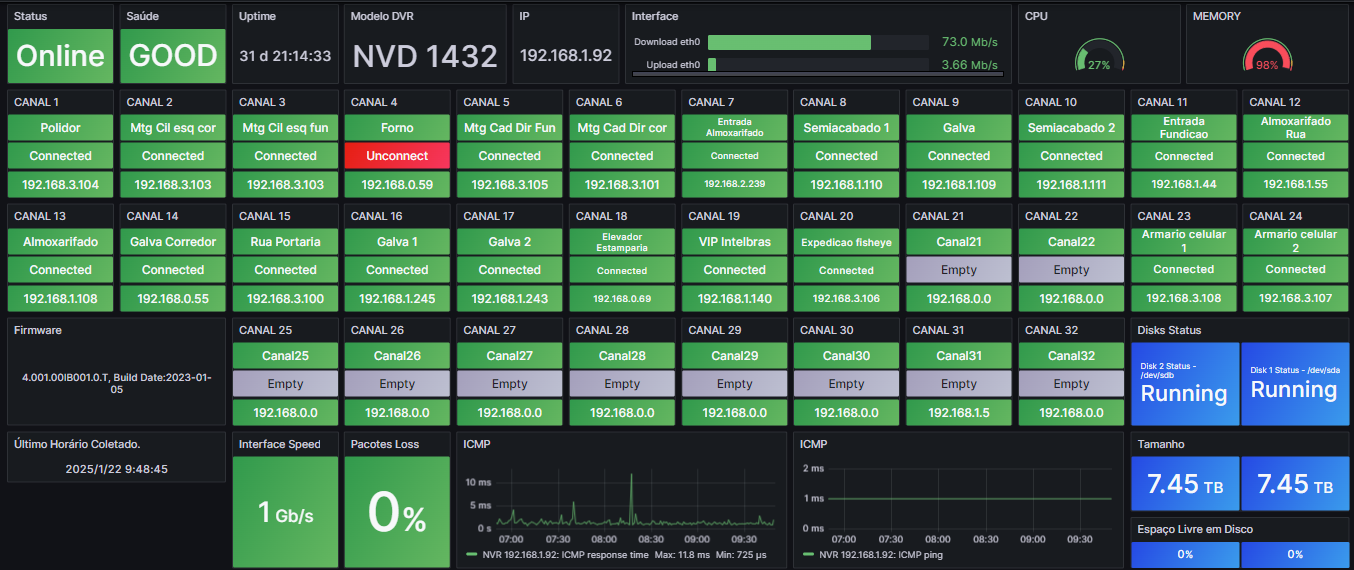 Status
Online
Saúde
GOOD
Uptime
31 d 21:14:33
Modelo DVR
NVD 1432
IP
192.168.1.92
Interface
Download eth0 73.0 Mb/s
Upload eth0 3.66 Mb/s
CPU
27%
MEMORY
98%
CANAL 1
Polidor
Connected
192.168.3.104
CANAL 2
Mtg Cil esq cor
Connected
192.168.3.103
CANAL 3
Mtg Cil esq fun
Connected
192.168.3.103
CANAL 4
Forno
Unconnect
192.168.0.59
CANAL 5
Mtg Cad Dir Fun
Connected
192.168.3.105
CANAL 6
Mtg Cad Dir cor
Connected
192.168.3.101
CANAL 7
Entrada
Almoxarifado
Connected
192.168.2.239
CANAL 8
Semiacabado 1
Connected
192.168.1.110
CANAL 9
Galva
Connected
192.168.1.109
CANAL 10
Semiacabado 2
Connected
192.168.1.111
CANAL 11
Entrada
Fundicao
Connected
192.168.1.44
CANAL 12
Almoxarifado
Rua
Connected
192.168.1.55
CANAL 13
Almoxarifado
Connected
192.168.1.108
CANAL 14
Galva Corredor
Connected
192.168.0.55
CANAL 15
Rua Portaria
Connected
192.168.3.100
CANAL 16
Galva 1
Connected
192.168.1.245
CANAL 17
Galva 2
Connected
192.168.1.243
CANAL 18
Elevador
Estamparia
Connected
192.168.0.69
CANAL 19
VIP Intelbras
Connected
192.168.1.140
CANAL 20
Expedicao fisheye
Connected
192.168.3.106
CANAL 21
Canal21
Empty
192.168.0.0
CANAL 22
Canal22
Empty
192.168.0.0
CANAL 23
Armario celular
1
Connected
192.168.3.108
CANAL 24
Armario celular
2
Connected
192.168.3.107
Firmware
4.001.00IB001.0.T, Build Date:2023-01-
05
CANAL 25
Canal25
Empty
192.168.0.0
CANAL 26
Canal26
Empty
192.168.0.0
CANAL 27
Canal27
Empty
192.168.0.0
CANAL 28
Canal28
Empty
192.168.0.0
CANAL 29
Canal29
Empty
192.168.0.0
CANAL 30
Canal30
Empty
192.168.0.0
CANAL 31
Canal31
Empty
192.168.1.5
CANAL 32
Canal32
Empty
192.168.0.0
Disks Status
Disk 2 Status -
/dev/sdb
Running
Disk 1 Status - /dev/sda
Running
Último Horário Coletado.
2025/1/22 9:48:45
Interface Speed
1 Gb/s
Pacotes Loss
0%
ICMP
10 ms
5 ms
0 s
07:00 07:30 08:00 08:30 09:00 09:30
NVR 192.168.1.92: ICMP response time Max: 11.8 ms Min: 725 µs
ICMP
2 ms
1 ms
0 ms
07:00 07:30 08:00 08:30 09:00 09:30
NVR 192.168.1.92: ICMP ping
Tamanho
7.45 TB
7.45 TB
Espaço Livre em Disco
0%
0%